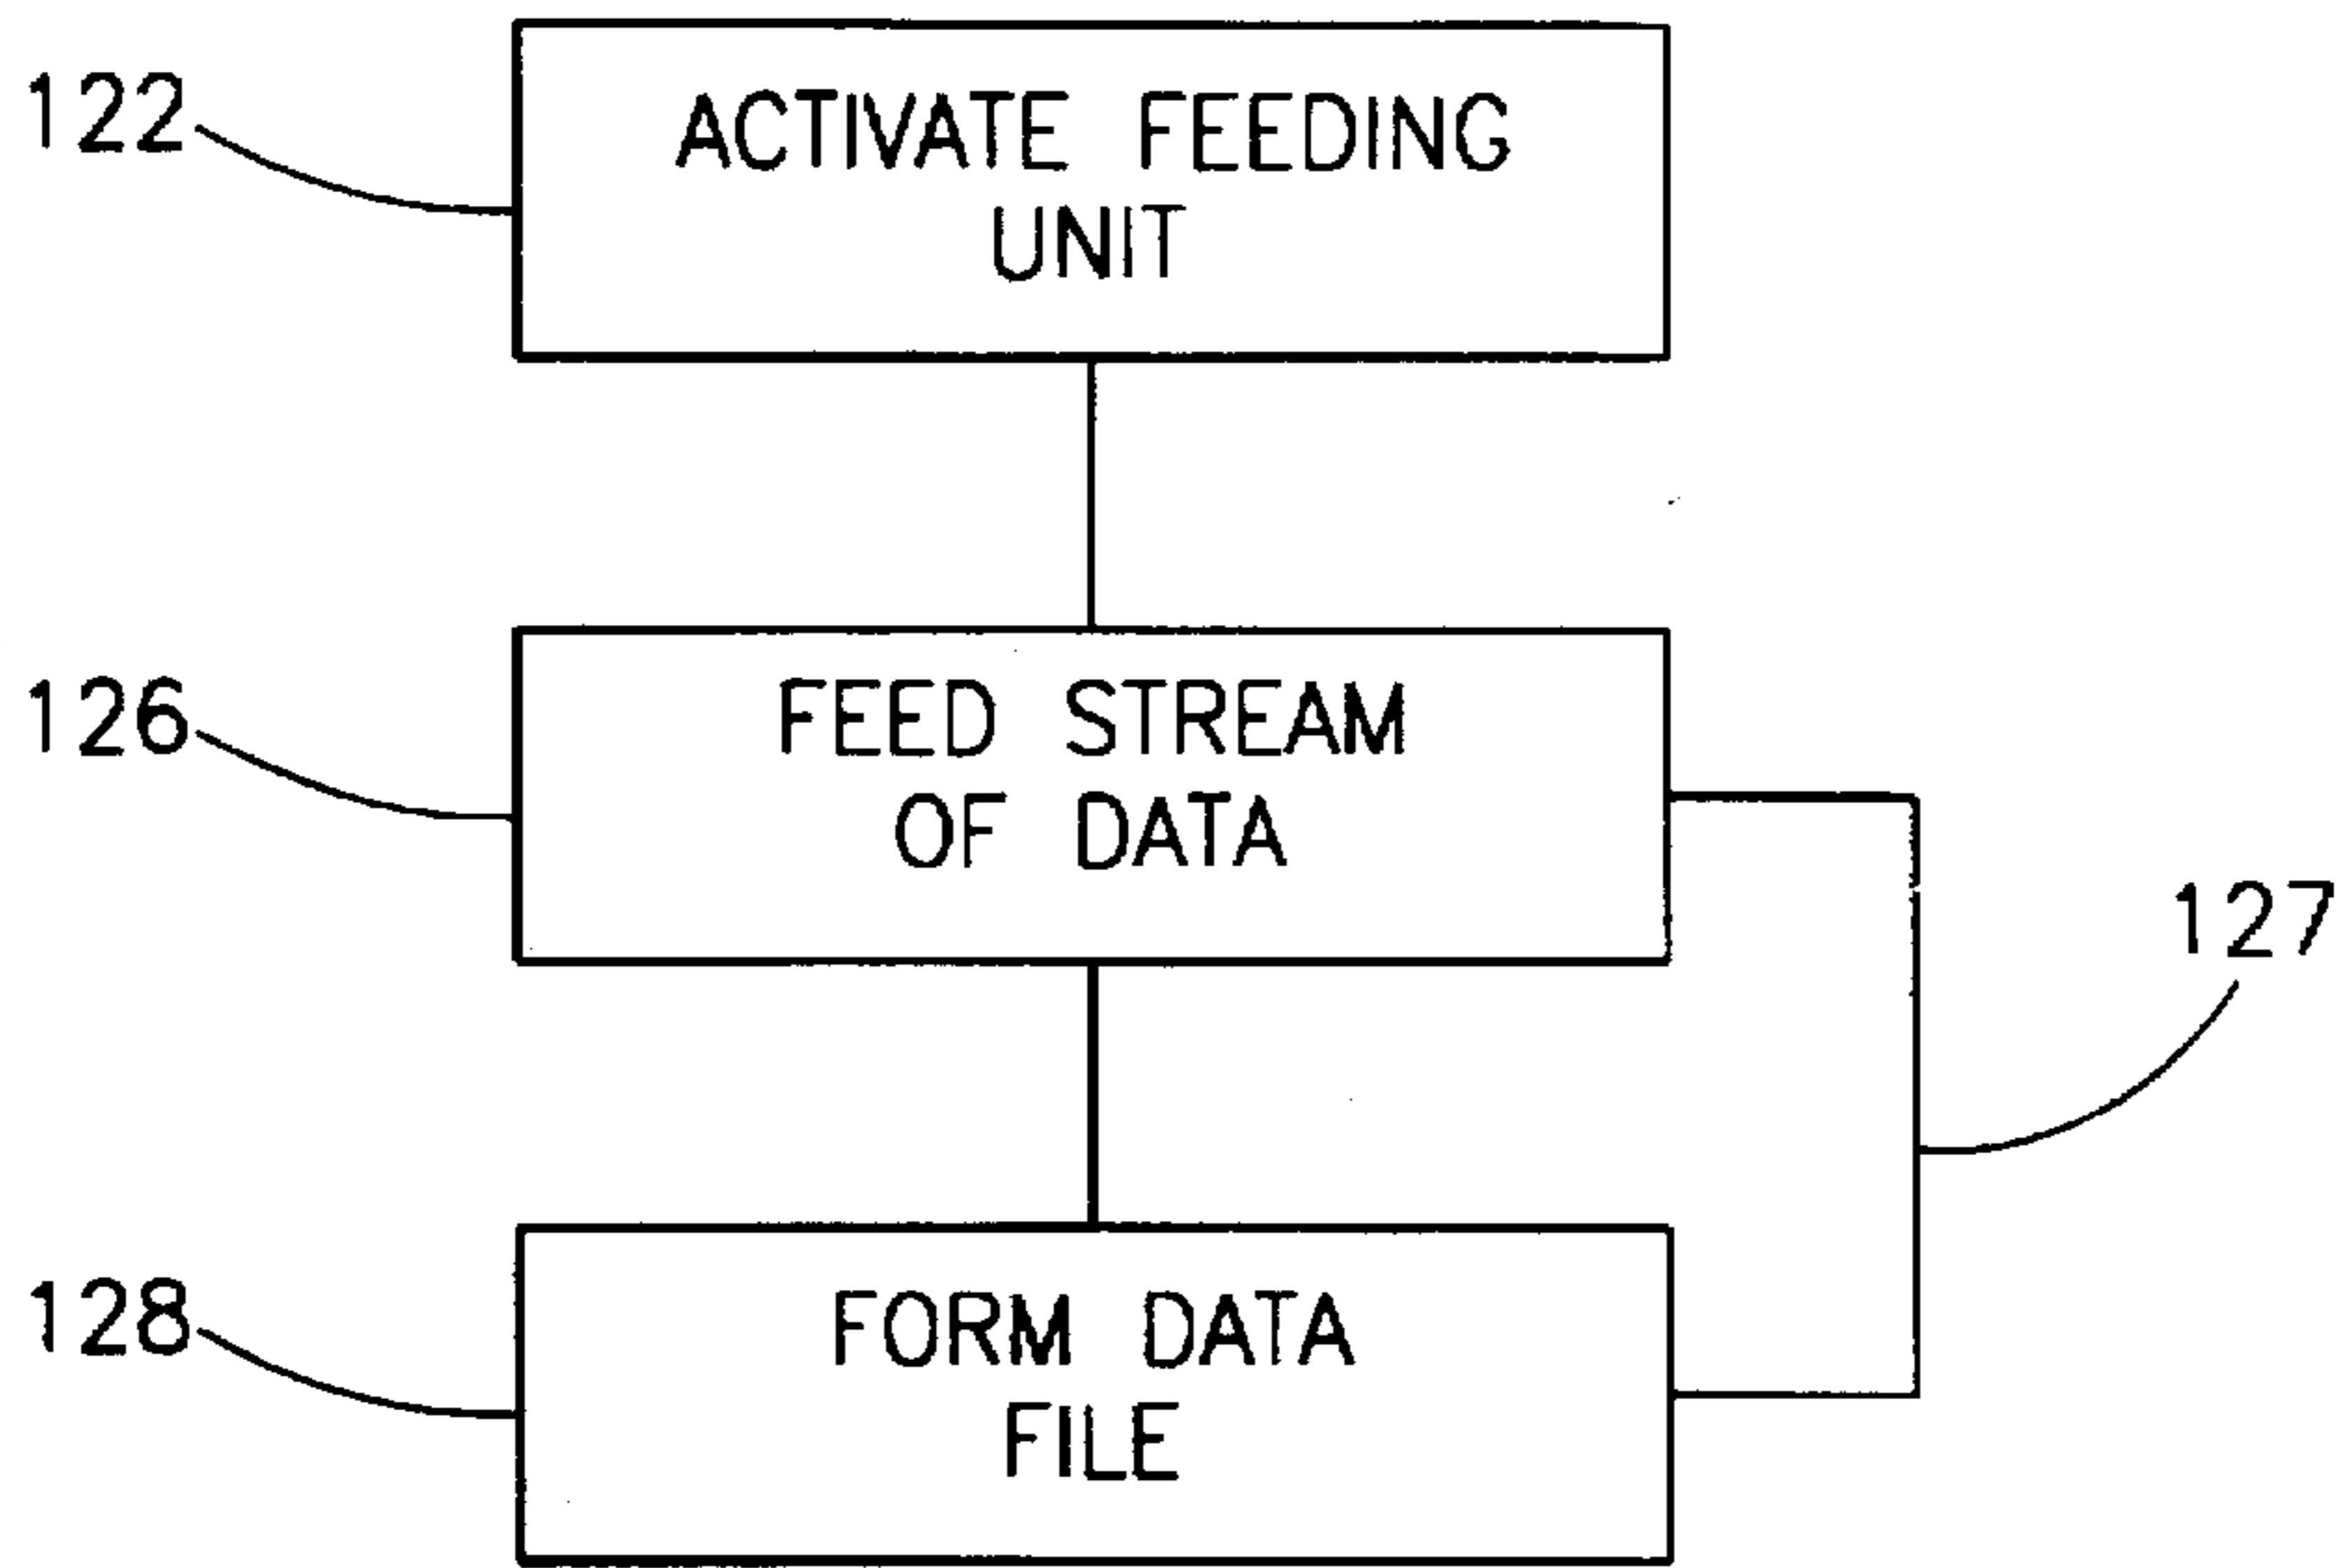 122
ACTIVATE FEEDING
UNIT
126
FEED STREAM
OF DATA
127
128
FORM DATA
FILE